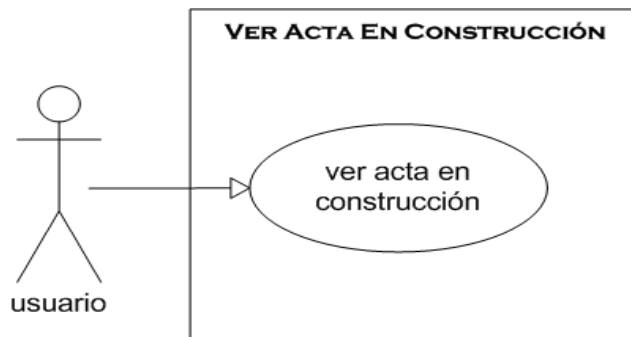 VER ACTA EN CONSTRUCCIÓN
ver acta en
construcción
usuario